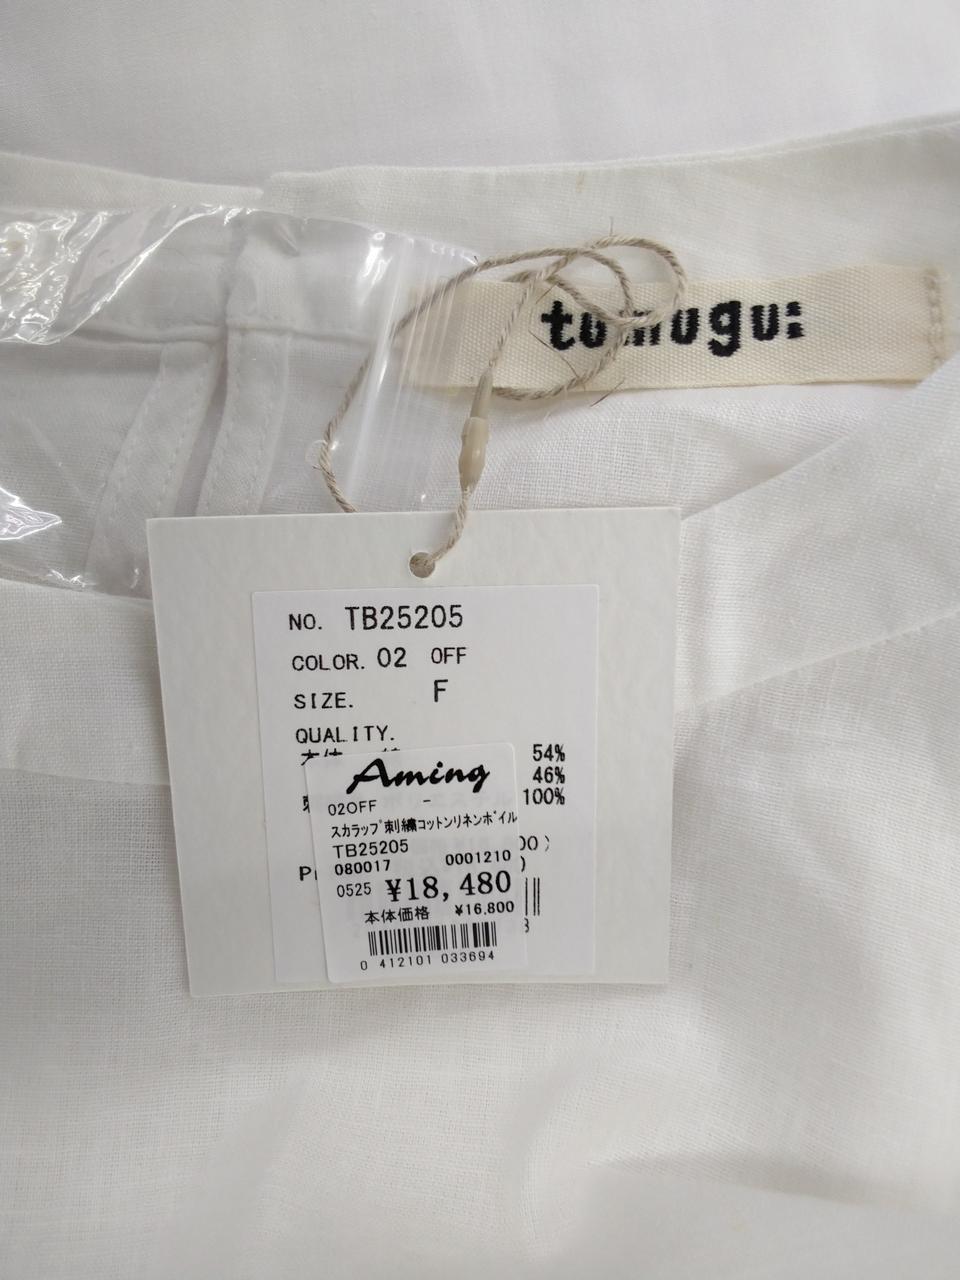 tumugu:
NO. TB25205
COLOR. 02 OFF
SIZE. F
QUALITY.
54%
46%
100%
Aming
02OFF -
スカラップ刺繍コットンリネンボイル
TB25205
080017 0001210
0525 ¥18,480
本体価格 ¥16,800
0 412101 033694